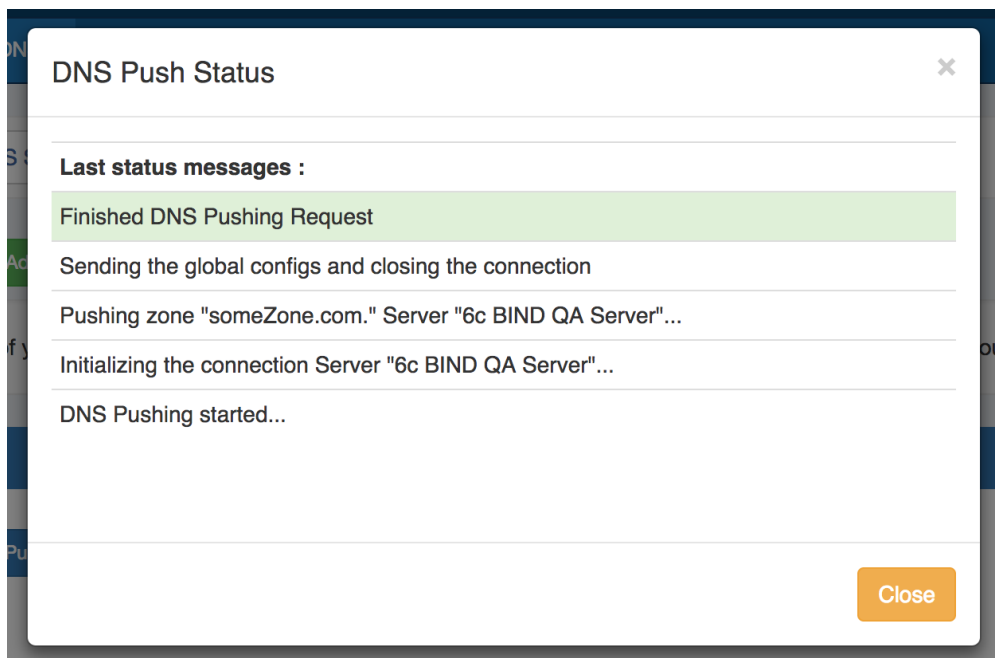 DNS Push Status
×
Last status messages :
Finished DNS Pushing Request
Sending the global configs and closing the connection
Pushing zone "someZone.com." Server "6c BIND QA Server"...
Initializing the connection Server "6c BIND QA Server"...
DNS Pushing started...
Close